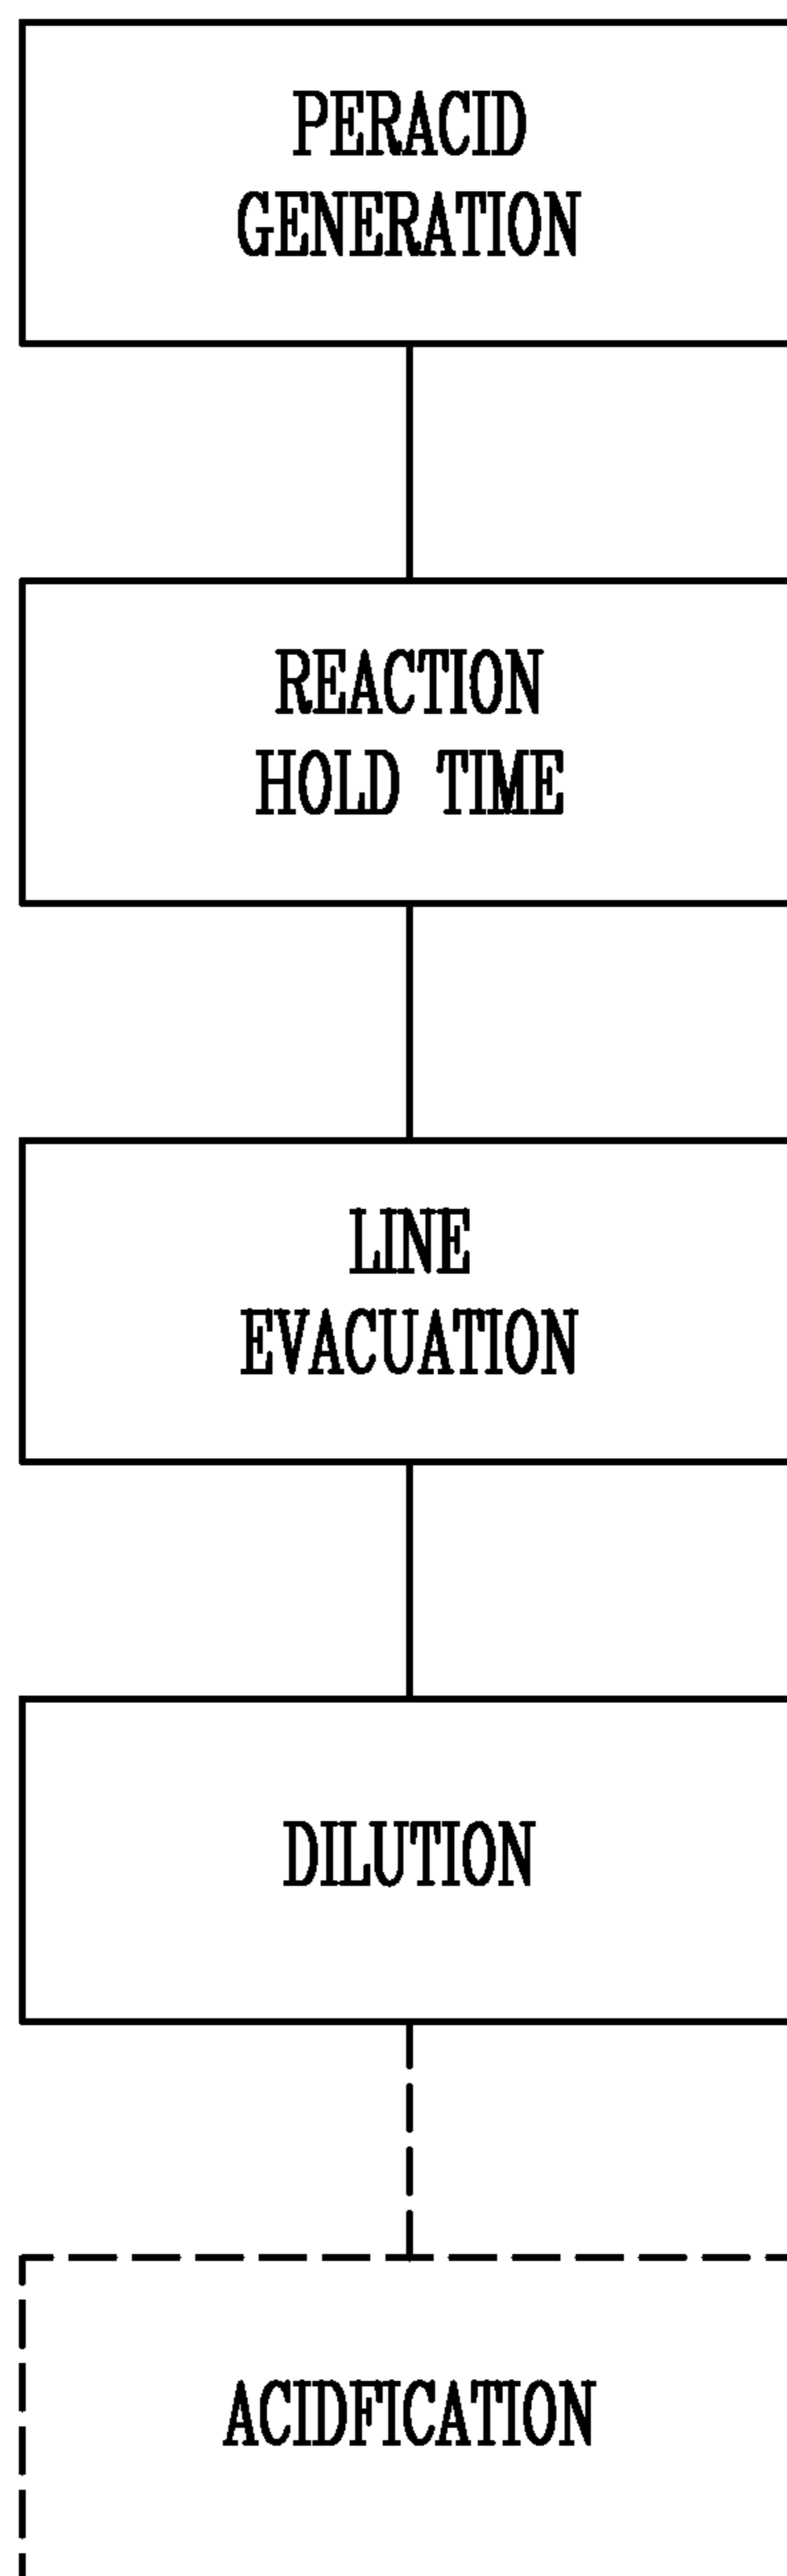 PERACID
GENERATION
REACTION
HOLD TIME
LINE
EVACUATION
DILUTION
ACIDFICATION